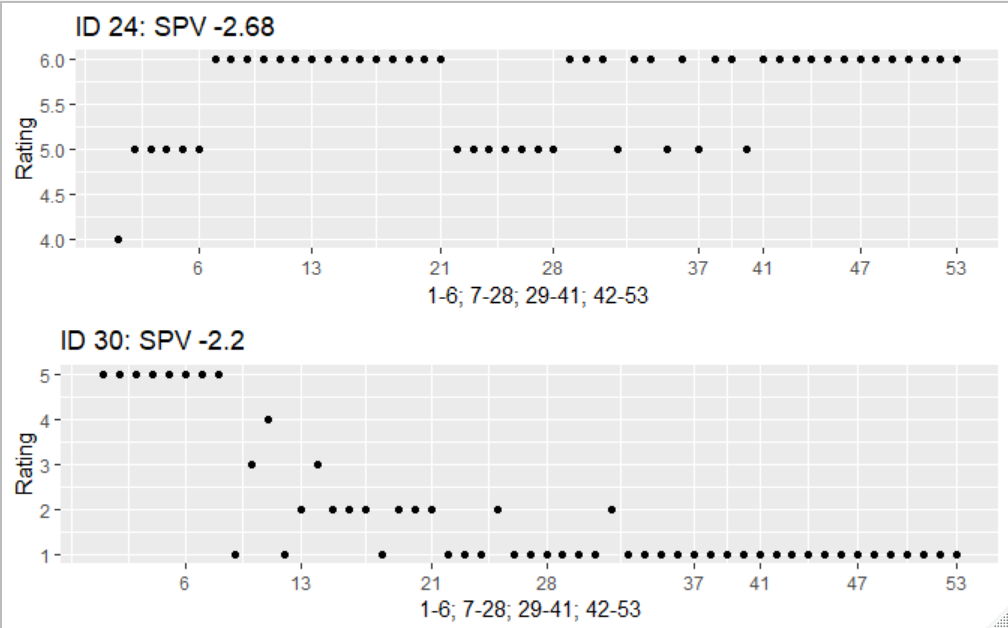 ID 24: SPV -2.68
6.0
5.5
5.0
4.5
4.0
Rating
6 13 21 28 37 41 47 53
1-6; 7-28; 29-41; 42-53
ID 30: SPV -2.2
5
4
3
2
1
Rating
6 13 21 28 37 41 47 53
1-6; 7-28; 29-41; 42-53